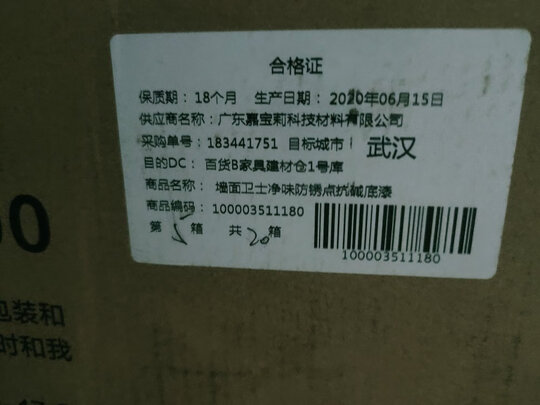 合格证
保质期：18个月 生产日期：2020年06月15日
供应商名称：广东嘉宝莉科技材料有限公司
采购单号：183441751 目标城市 武汉
目的DC：百货B家具建材仓1号库
商品名称：墙面卫士净味防锈点抗碱底漆
商品编码：100003511180
第 5 箱 共 20 箱
100003511180
包装和
时和我